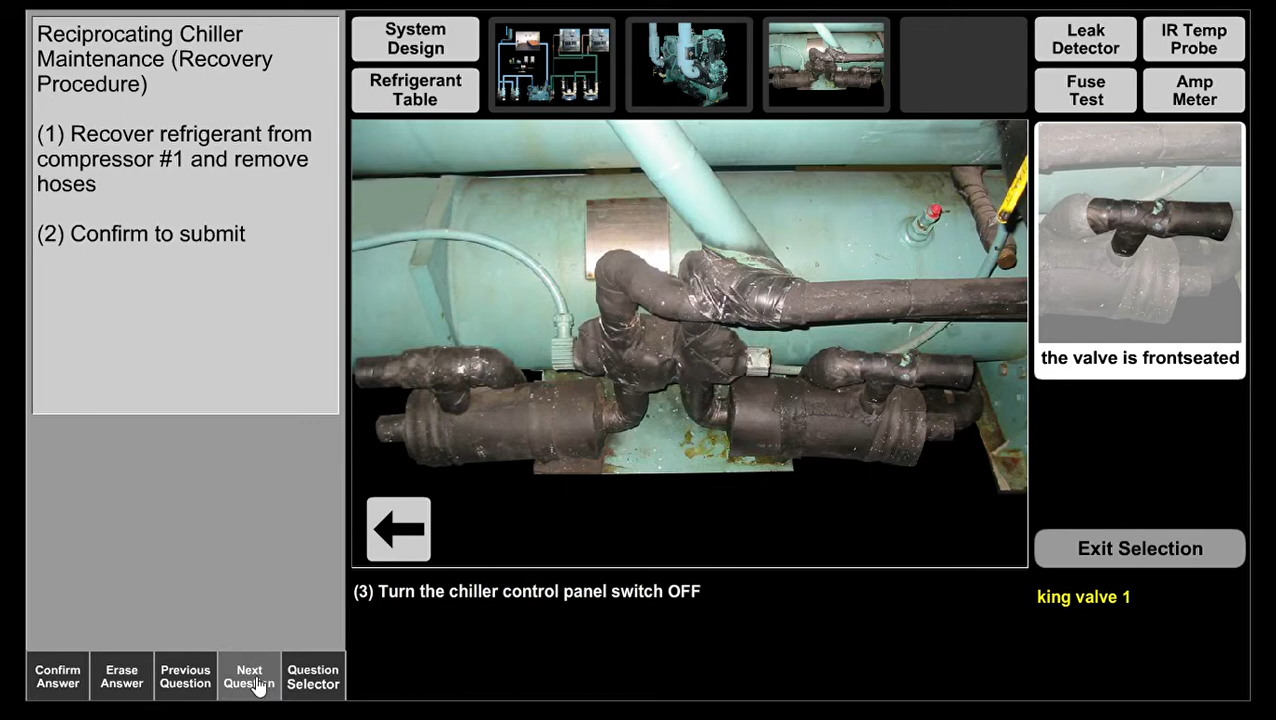 Reciprocating Chiller
Maintenance (Recovery
Procedure)
(1) Recover refrigerant from
compressor #1 and remove
hoses
(2) Confirm to submit
System
Design
Refrigerant
Table
Leak
Detector
IR Temp
Probe
Fuse
Test
Amp
Meter
the valve is frontseated
Exit Selection
king valve 1
(3) Turn the chiller control panel switch OFF
Confirm
Answer
Erase
Answer
Previous
Question
Next
Question
Question
Selector